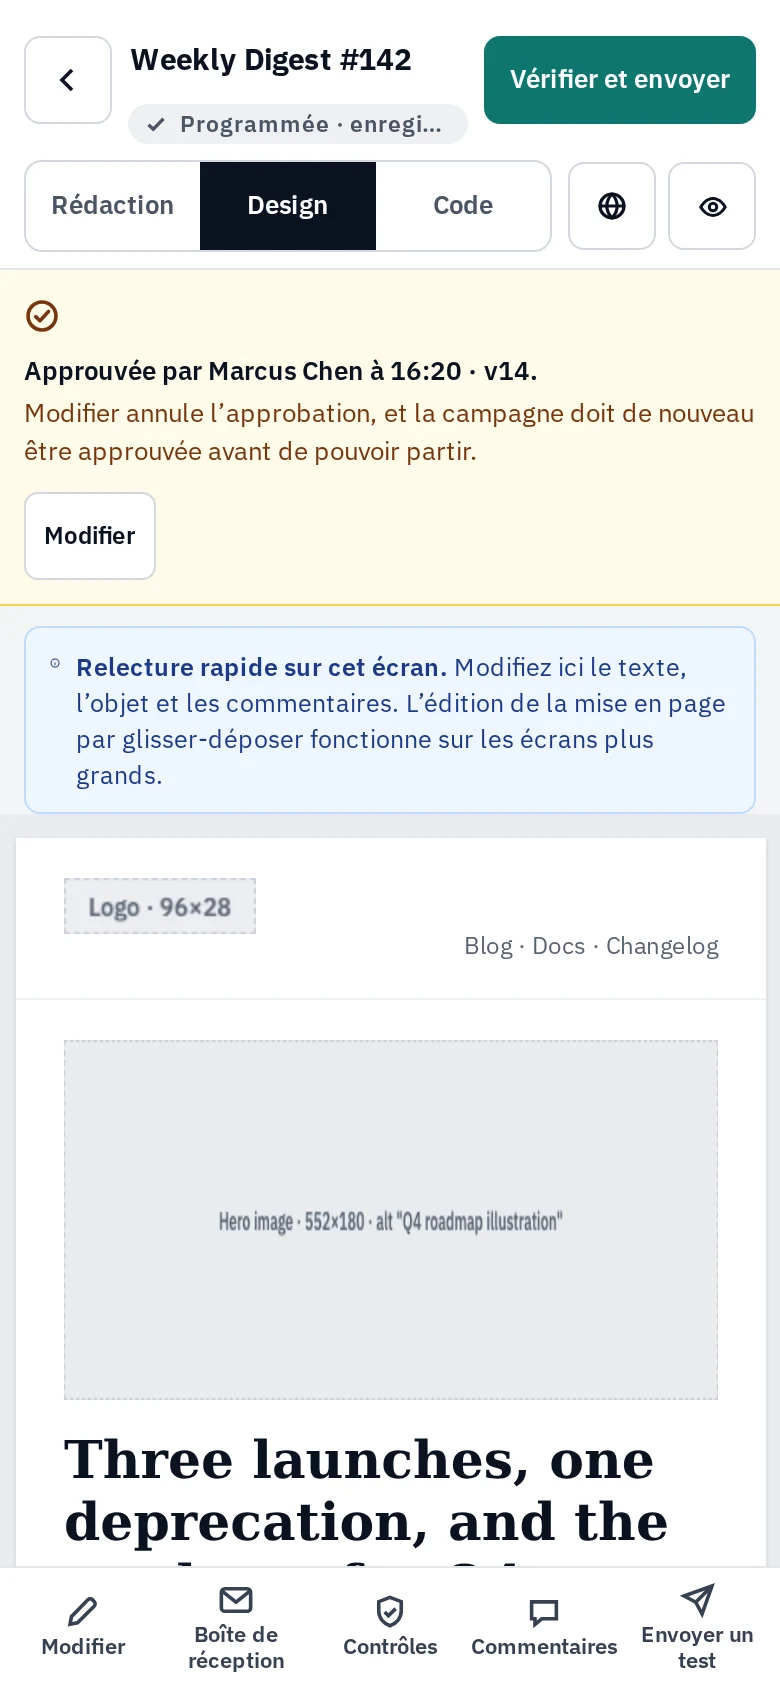 Weekly Digest #142
Programmée · enregi...
Vérifier et envoyer
Rédaction
Design
Code
Approuvée par Marcus Chen à 16:20 · v14.
Modifier annule l’approbation, et la campagne doit de nouveau
être approuvée avant de pouvoir partir.
Modifier
Relecture rapide sur cet écran. Modifiez ici le texte,
l’objet et les commentaires. L’édition de la mise en page
par glisser-déposer fonctionne sur les écrans plus
grands.
Logo · 96×28
Blog · Docs · Changelog
Hero image · 552×180 · alt "Q4 roadmap illustration"
Three launches, one
deprecation, and the
Modifier
Boîte de
réception
Contrôles
Commentaires
Envoyer un
test